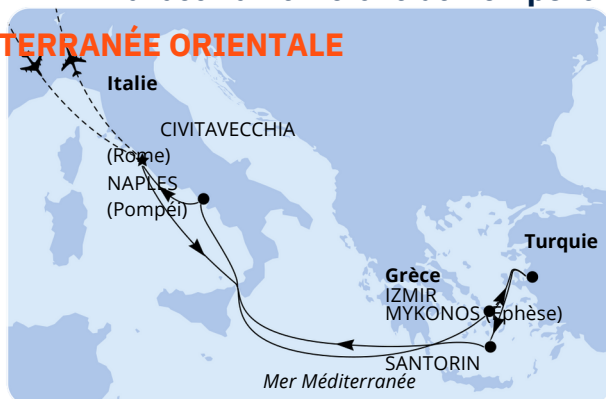 TERRANÉE ORIENTALE
Italie
CIVITAVECCHIA
(Rome)
NAPLES
(Pompéi)
Turquie
Grèce
IZMIR
MYKONOS (Éphèse)
SANTORIN
Mer Méditerranée